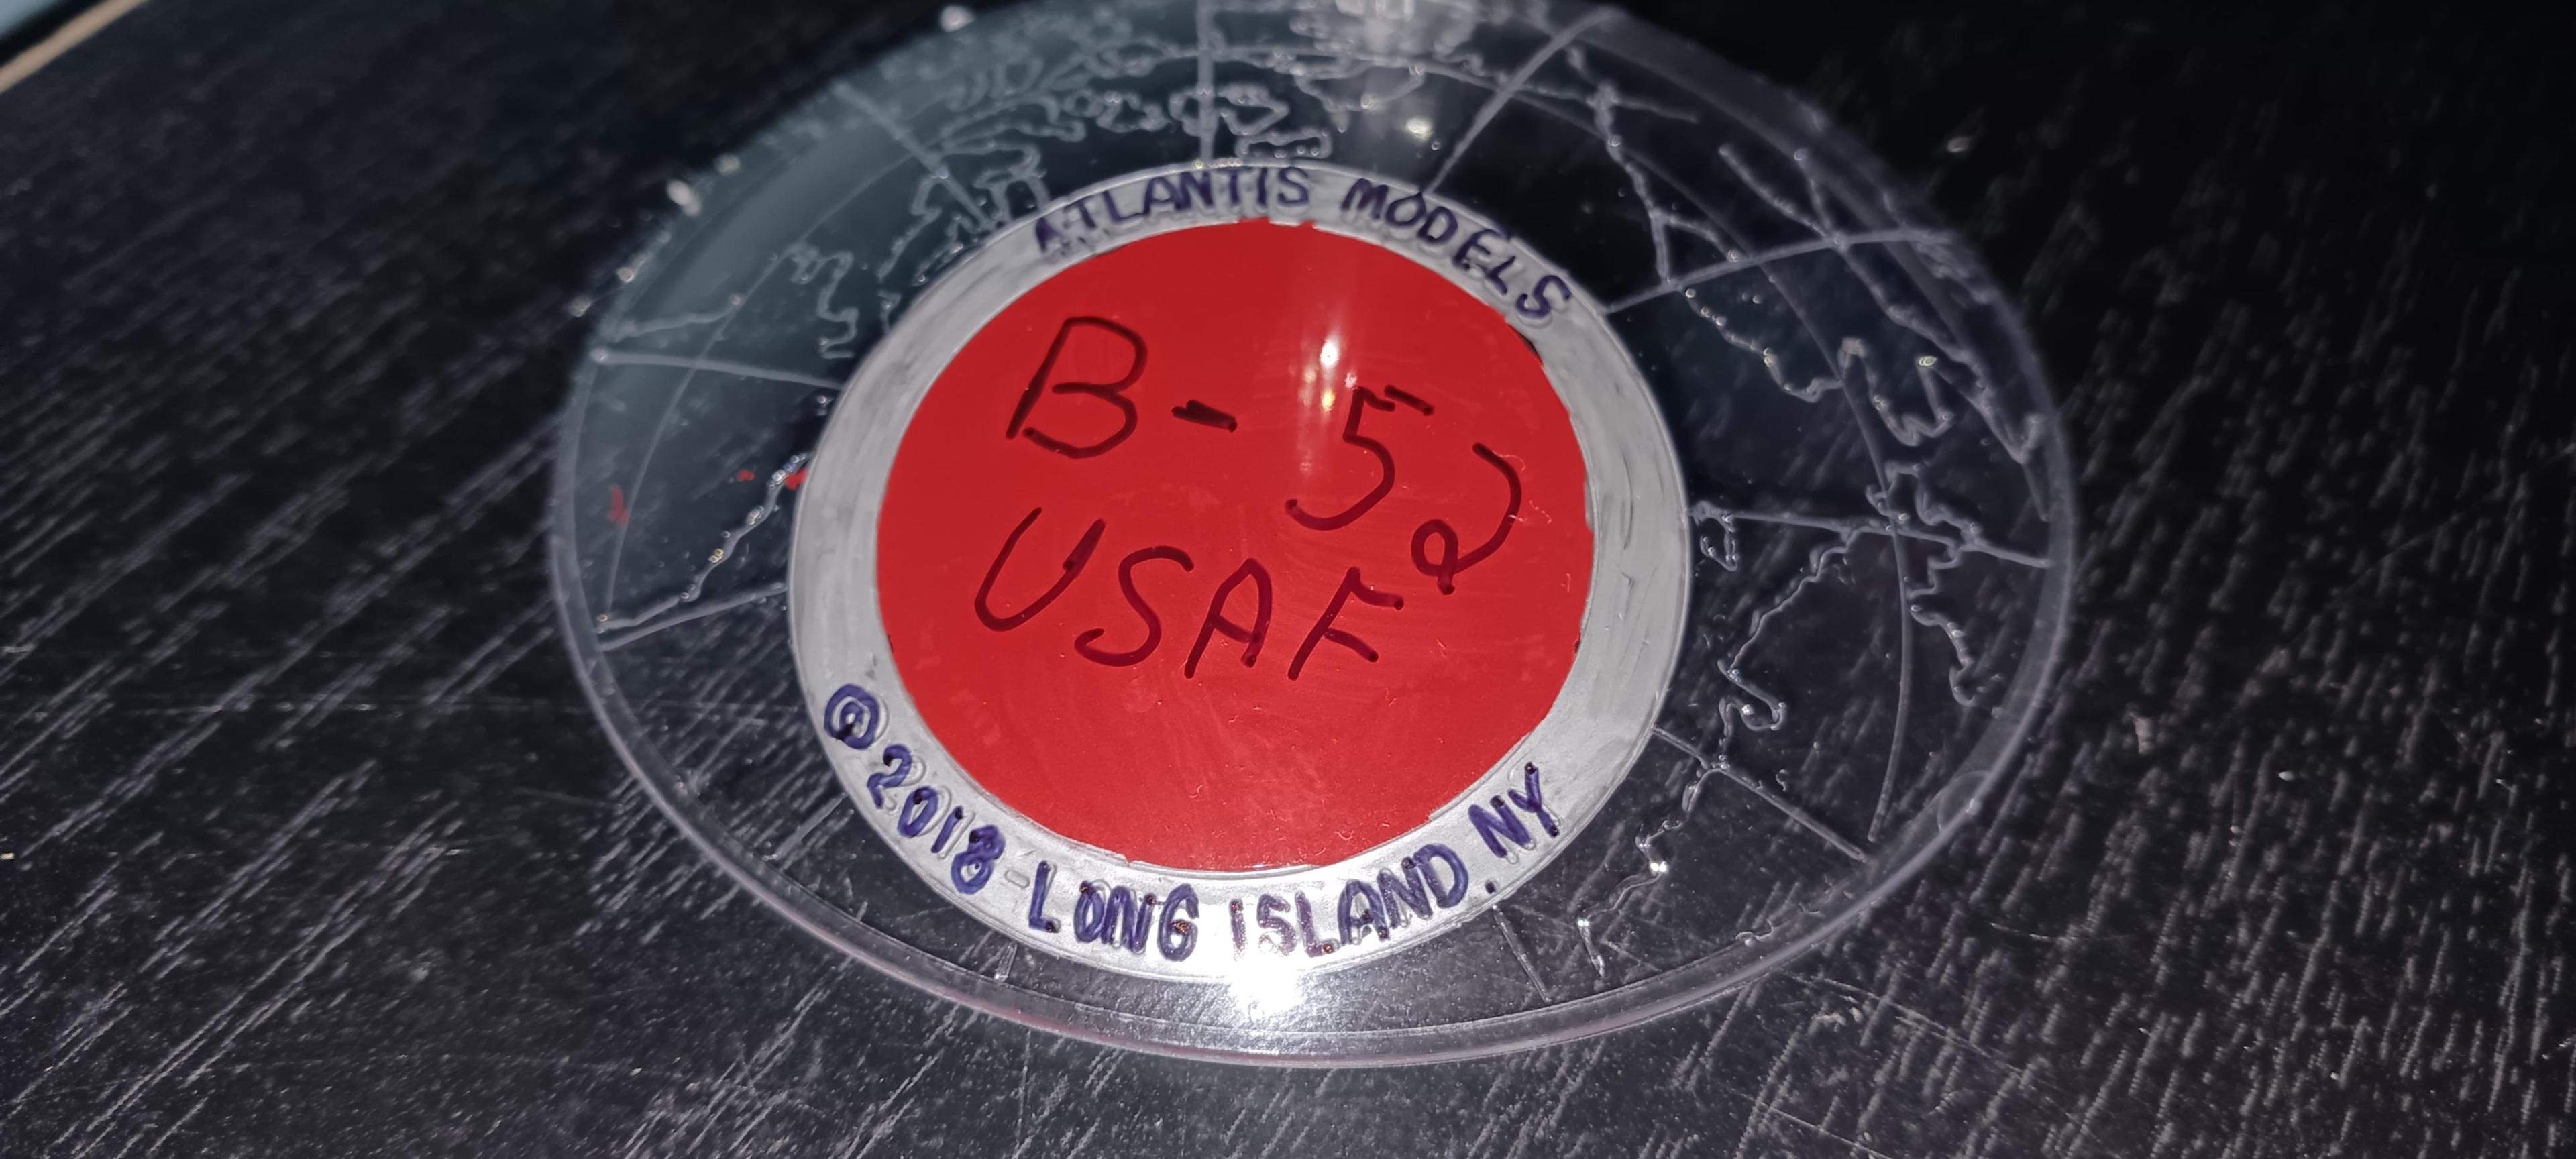 ATLANTIS MODELS
B-52
USAF
©2018 LONG ISLAND. NY